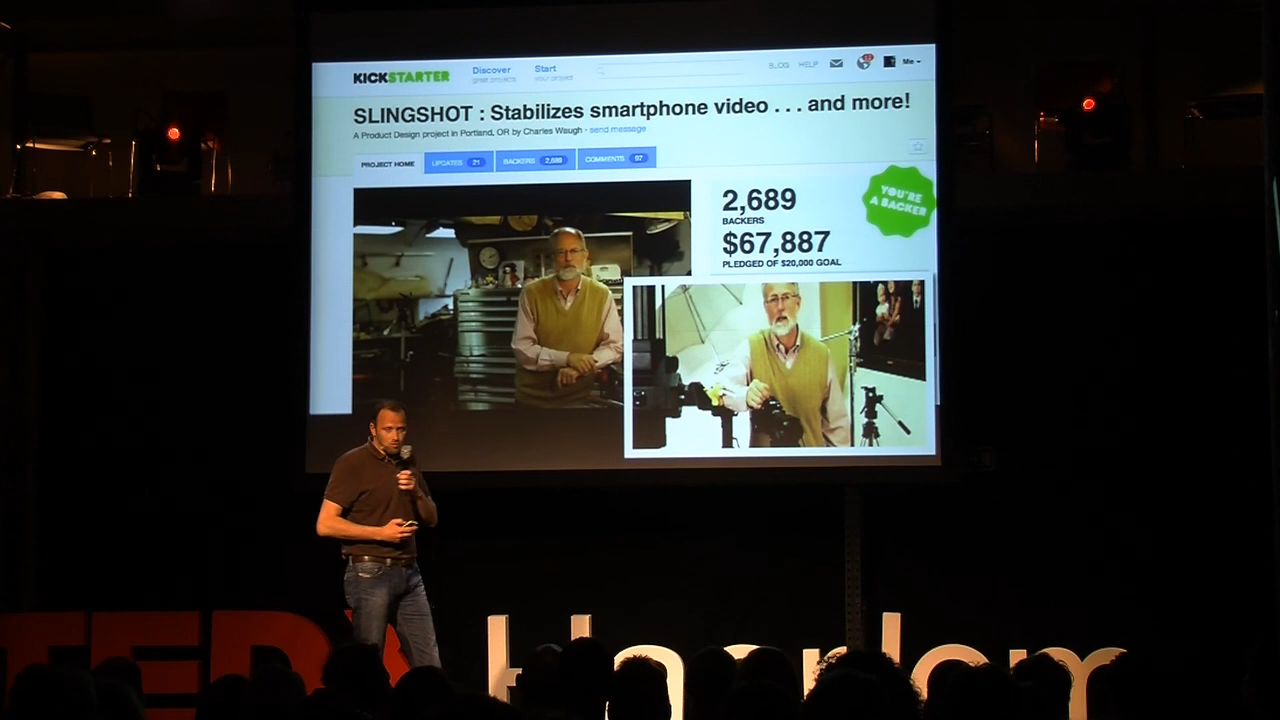 KICKSTARTER
Discover
great projects
Start
your project
BLOG HELP
Me
SLINGSHOT : Stabilizes smartphone video . . . and more!
A Product Design project in Portland, OR by Charles Waugh · send message
PROJECT HOME
UPDATES 21
BACKERS 2,689
COMMENTS 97
2,689
BACKERS
$67,887
PLEDGED OF $20,000 GOAL
YOU'RE
A BACKER
TEDx